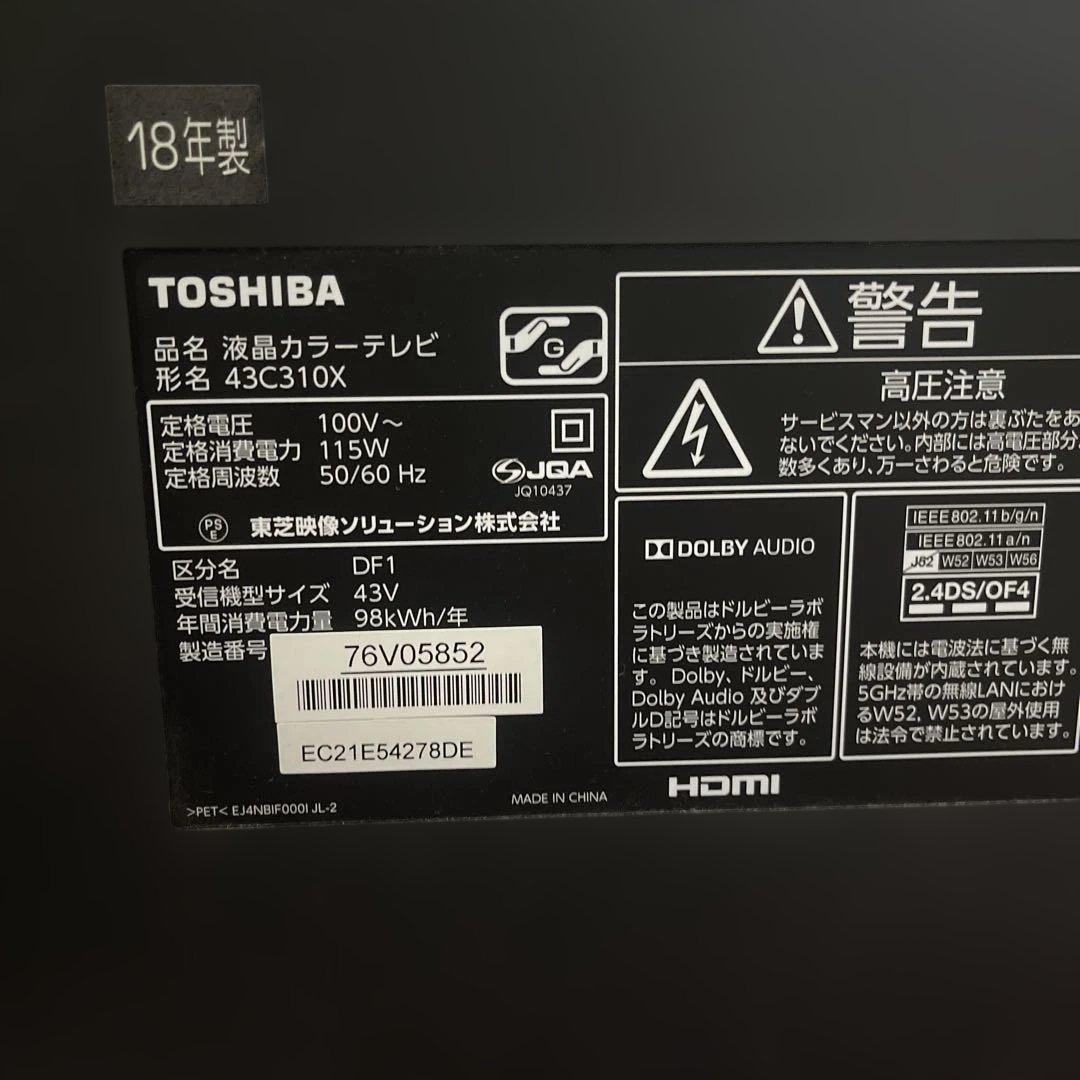 18年製
TOSHIBA
品名 液晶カラーテレビ
形名 43C310X
G
定格電圧 100V～
定格消費電力 115W
定格周波数 50/60 Hz
JQA
JQ10437
PS
E
東芝映像ソリューション株式会社
区分名 DF1
受信機型サイズ 43V
年間消費電力量 98kWh/年
製造番号
76V05852
EC21E54278DE
>PET< EJ4NBIF000I JL-2
MADE IN CHINA
警告
高圧注意
サービスマン以外の方は裏ぶたをあ
ないでください。内部には高電圧部分
数多くあり、万一さわると危険です。
DOLBY AUDIO
この製品はドルビーラボ
ラトリーズからの実施権
に基づき製造されていま
す。Dolby、ドルビー、
Dolby Audio 及びダブ
ルD記号はドルビーラボ
ラトリーズの商標です。
HDMI
IEEE802.11b/g/n
IEEE802.11a/n
J52 W52 W53 W56
2.4DS/OF4
本機には電波法に基づく無
線設備が内蔵されています。
5GHz帯の無線LANにおけ
るW52, W53の屋外使用
は法令で禁止されています。